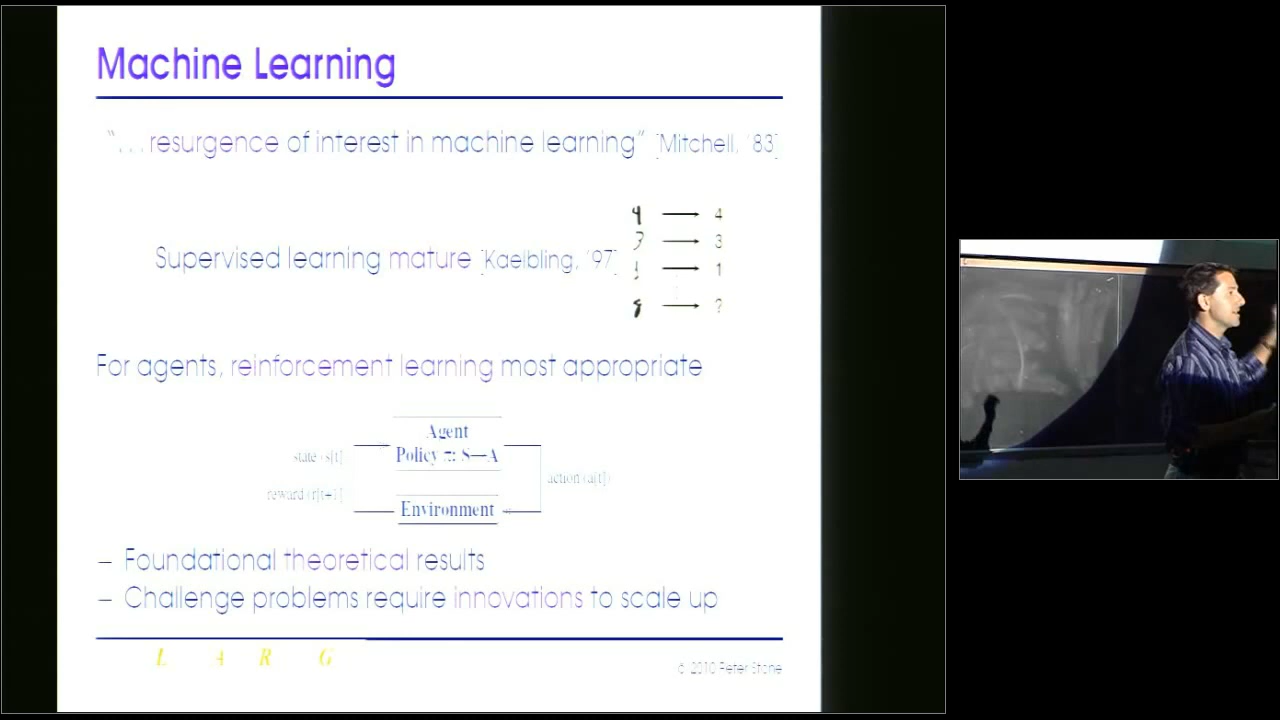 Machine Learning
“... resurgence of interest in machine learning” [Mitchell, ’83]
4 → 4
3 → 3
Supervised learning mature [Kaelbling, ’97]
1 → 1
8 → ?
For agents, reinforcement learning most appropriate
Agent
Policy π: S—A
state (s[t])
reward (r[t+1])
action (a[t])
Environment
– Foundational theoretical results
– Challenge problems require innovations to scale up
L A R G
© 2010 Peter Stone